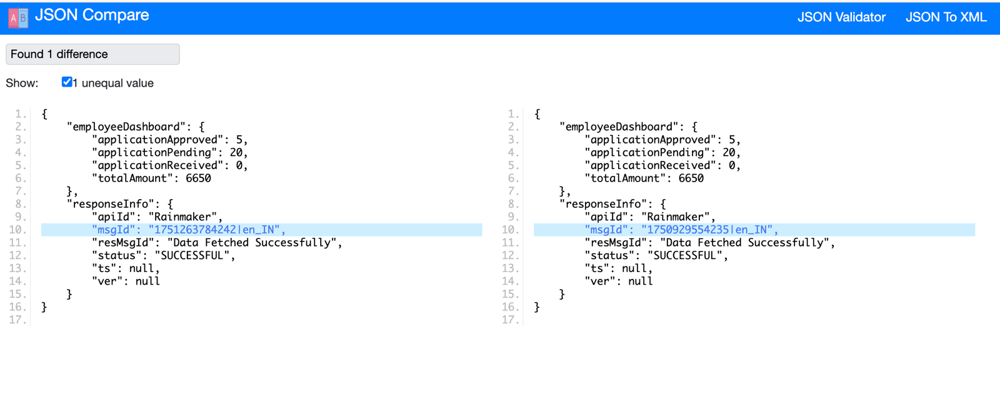 A B JSON Compare JSON Validator JSON To XML
Found 1 difference
Show: 1 unequal value
1. {
2. "employeeDashboard": {
3. "applicationApproved": 5,
4. "applicationPending": 20,
5. "applicationReceived": 0,
6. "totalAmount": 6650
7. },
8. "responseInfo": {
9. "apiId": "Rainmaker",
10. "msgId": "1751263784242|en_IN",
11. "resMsgId": "Data Fetched Successfully",
12. "status": "SUCCESSFUL",
13. "ts": null,
14. "ver": null
15. }
16. }
17.
1. {
2. "employeeDashboard": {
3. "applicationApproved": 5,
4. "applicationPending": 20,
5. "applicationReceived": 0,
6. "totalAmount": 6650
7. },
8. "responseInfo": {
9. "apiId": "Rainmaker",
10. "msgId": "1750929554235|en_IN",
11. "resMsgId": "Data Fetched Successfully",
12. "status": "SUCCESSFUL",
13. "ts": null,
14. "ver": null
15. }
16. }
17.